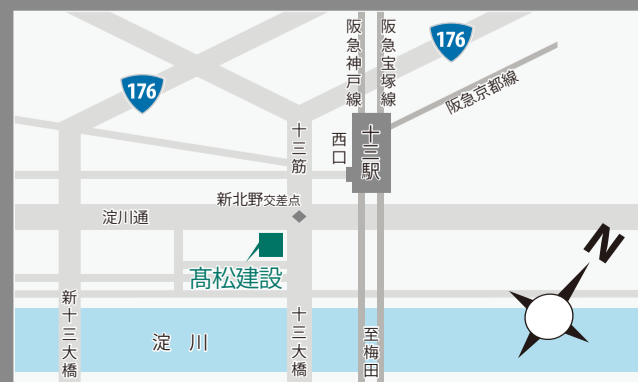 阪急神戸線
阪急宝塚線
176
176
阪急京都線
十三筋
西口
十三駅
新北野交差点
淀川通
髙松建設
新十三大橋
淀川
十三大橋
至梅田
N